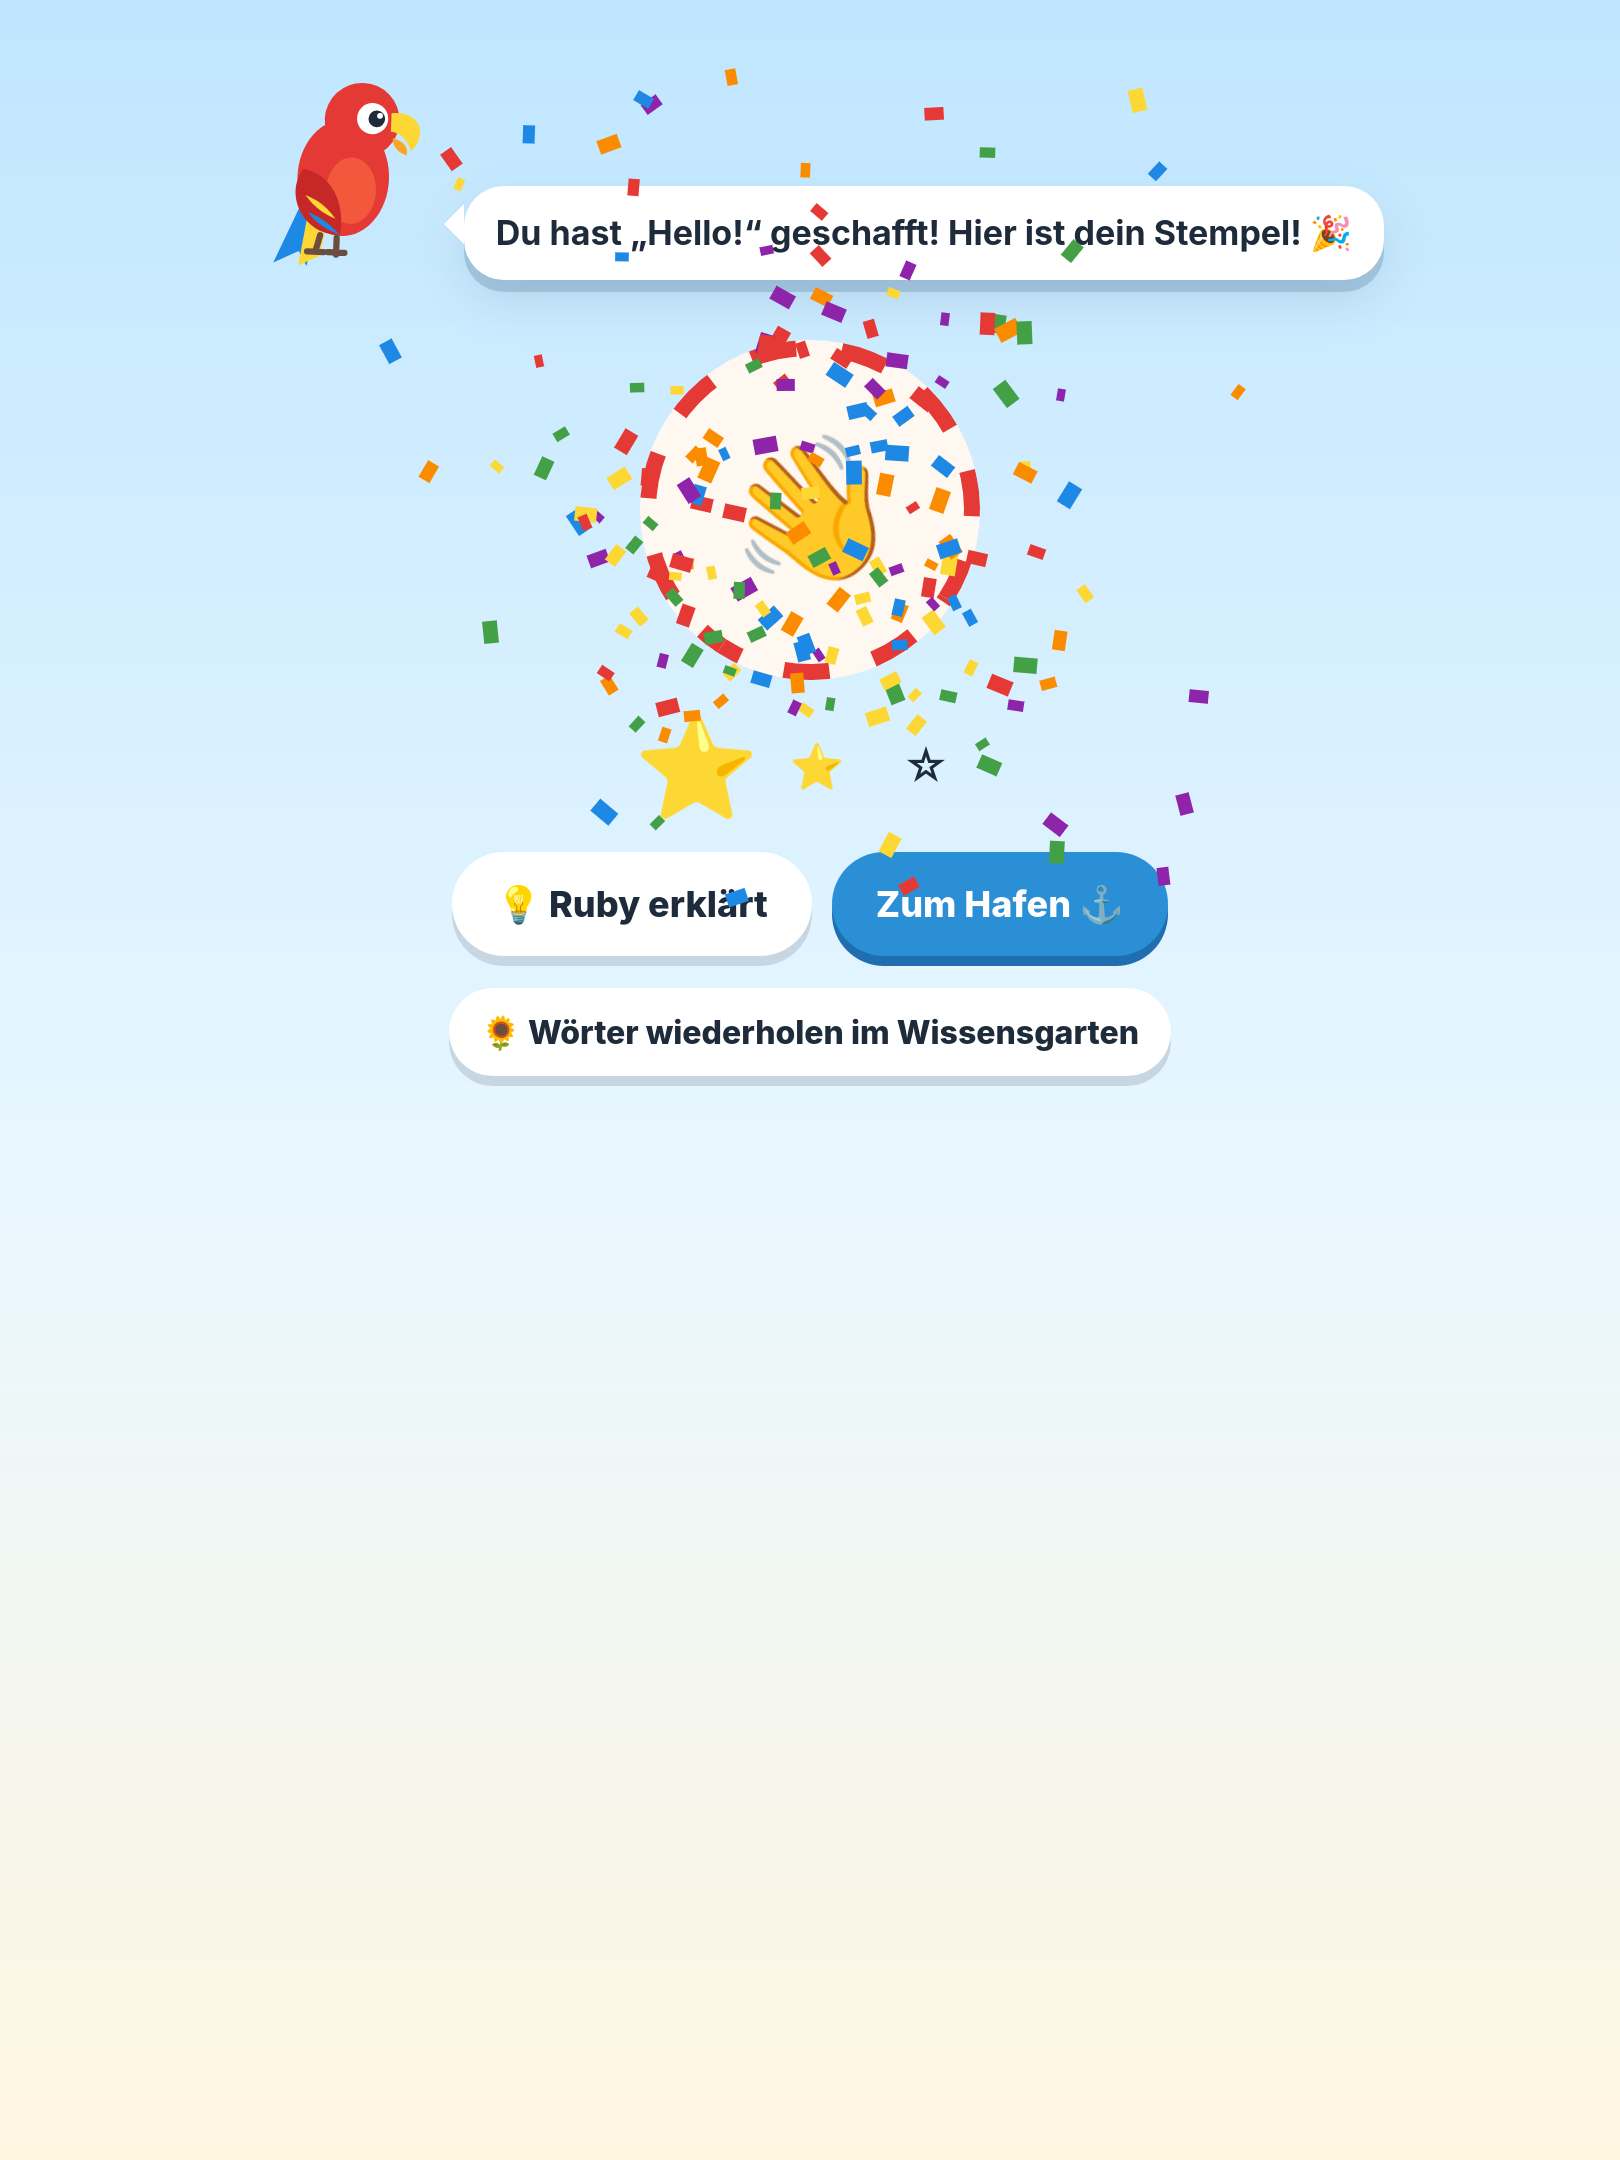 Du hast „Hello!“ geschafft! Hier ist dein Stempel! 🎉
💡 Ruby erklärt
Zum Hafen ⚓
🌻 Wörter wiederholen im Wissensgarten